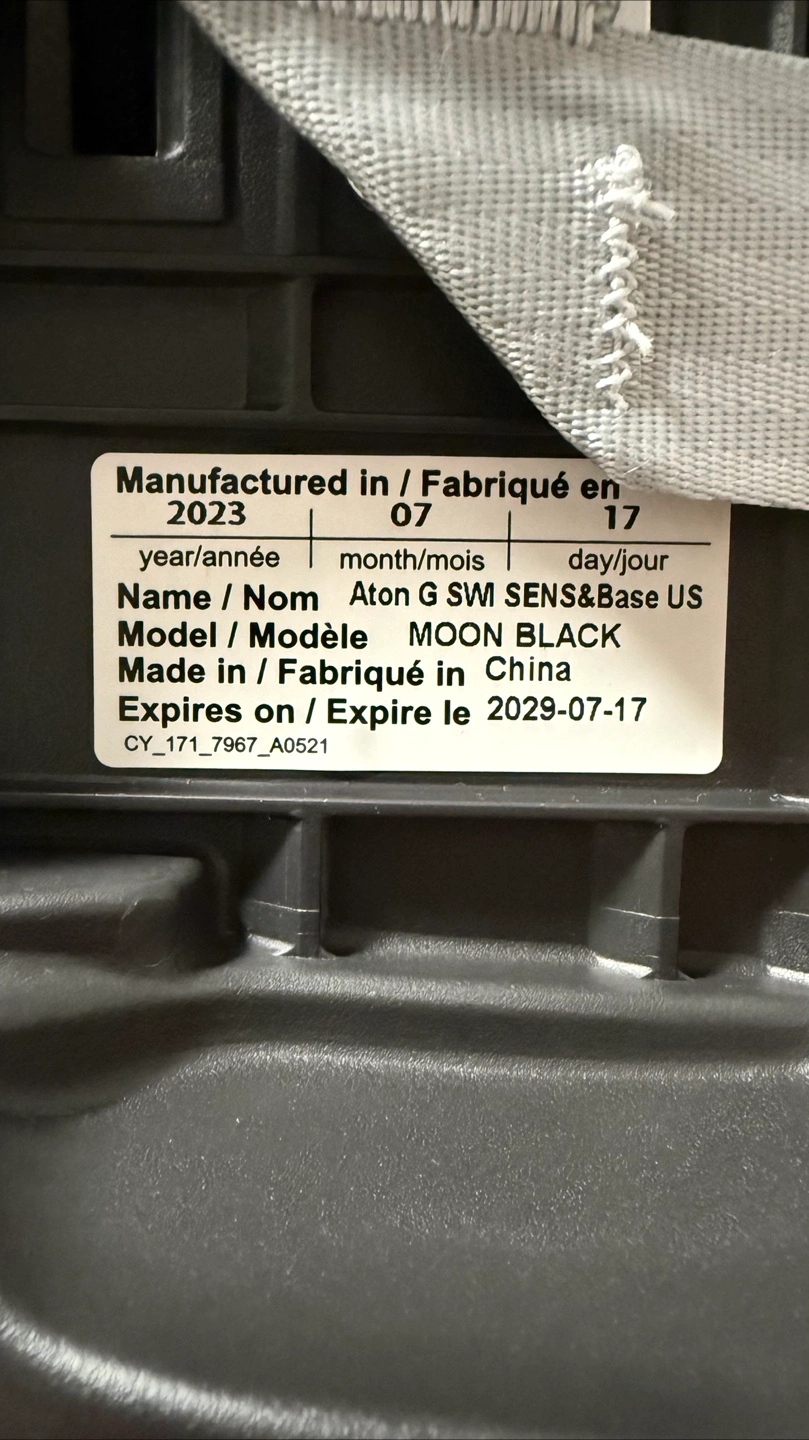 Manufactured in / Fabriqué en
2023 07 17
year/année month/mois day/jour
Name / Nom Aton G SWI SENS&Base US
Model / Modèle MOON BLACK
Made in / Fabriqué in China
Expires on / Expire le 2029-07-17
CY_171_7967_A0521